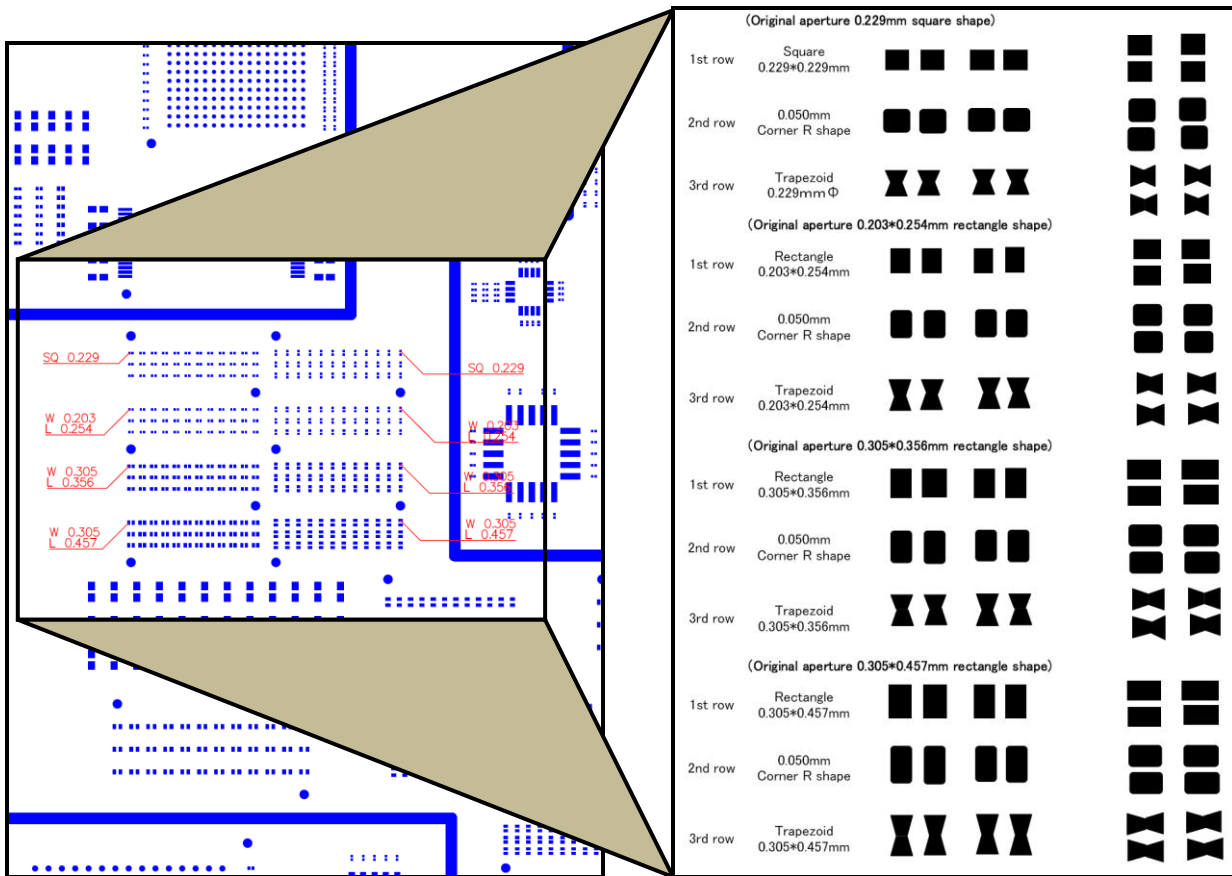 SQ 0.229
SQ 0.229
W 0.203
L 0.254
W 0.203
L 0.254
W 0.305
L 0.356
W 0.305
L 0.356
W 0.305
L 0.457
W 0.305
L 0.457
(Original aperture 0.229mm square shape)
1st row
Square
0.229*0.229mm
2nd row
0.050mm
Corner R shape
3rd row
Trapezoid
0.229mmΦ
(Original aperture 0.203*0.254mm rectangle shape)
1st row
Rectangle
0.203*0.254mm
2nd row
0.050mm
Corner R shape
3rd row
Trapezoid
0.203*0.254mm
(Original aperture 0.305*0.356mm rectangle shape)
1st row
Rectangle
0.305*0.356mm
2nd row
0.050mm
Corner R shape
3rd row
Trapezoid
0.305*0.356mm
(Original aperture 0.305*0.457mm rectangle shape)
1st row
Rectangle
0.305*0.457mm
2nd row
0.050mm
Corner R shape
3rd row
Trapezoid
0.305*0.457mm